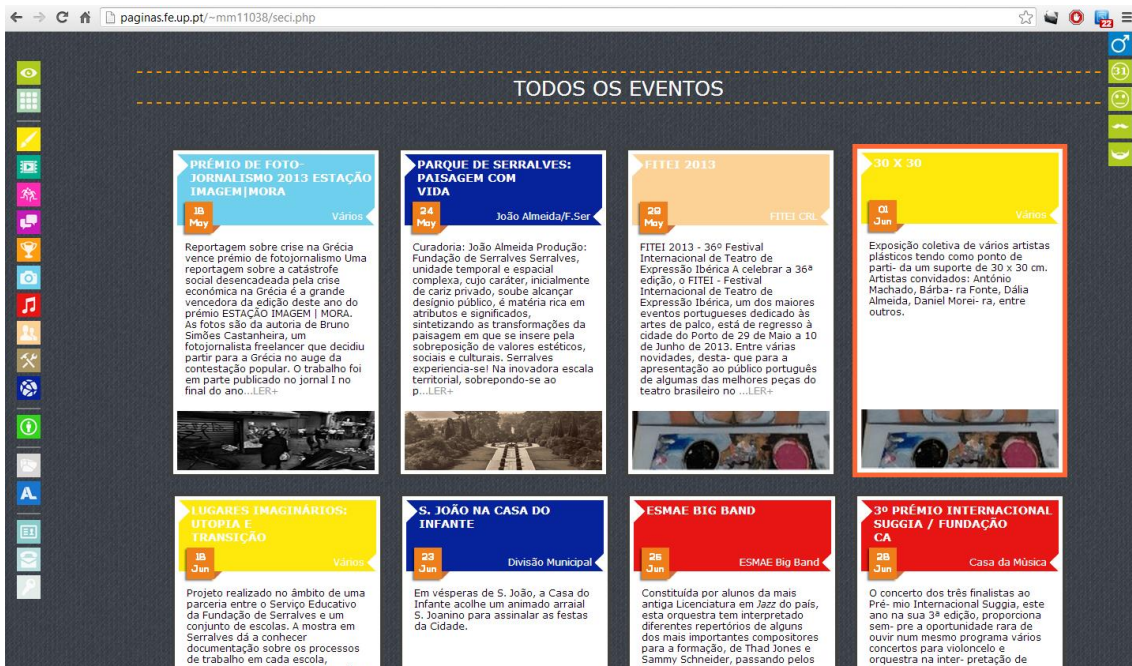 paginas.fe.up.pt/~mm11038/seci.php
22
31
TODOS OS EVENTOS
PRÉMIO DE FOTO-
JORNALISMO 2013 ESTAÇÃO
IMAGEM|MORA
18
May
Vários
Reportagem sobre crise na Grécia
vence prémio de fotojornalismo Uma
reportagem sobre a catástrofe
social desencadeada pela crise
económica na Grécia é a grande
vencedora da edição deste ano do
prémio ESTAÇÃO IMAGEM | MORA.
As fotos são da autoria de Bruno
Simões Castanheira, um
fotojornalista freelancer que decidiu
partir para a Grécia no auge da
contestação popular. O trabalho foi
em parte publicado no jornal I no
final do ano...LER+
PARQUE DE SERRALVES:
PAISAGEM COM
VIDA
24
May
João Almeida/F.Ser
Curadoria: João Almeida Produção:
Fundação de Serralves Serralves,
unidade temporal e espacial
complexa, cujo caráter, inicialmente
de cariz privado, soube alcançar
desígnio público, é matéria rica em
atributos e significados,
sintetizando as transformações da
paisagem em que se insere pela
sobreposição de valores estéticos,
sociais e culturais. Serralves
experiencia-se! Na inovadora escala
territorial, sobrepondo-se ao
p...LER+
FITEI 2013
29
May
FITEI CRL
FITEI 2013 - 36º Festival
Internacional de Teatro de
Expressão Ibérica A celebrar a 36ª
edição, o FITEI - Festival
Internacional de Teatro de
Expressão Ibérica, um dos maiores
eventos portugueses dedicado às
artes de palco, está de regresso à
cidade do Porto de 29 de Maio a 10
de Junho de 2013. Entre várias
novidades, desta- que para a
apresentação ao público português
de algumas das melhores peças do
teatro brasileiro no ...LER+
30 X 30
01
Jun
Vários
Exposição coletiva de vários artistas
plásticos tendo como ponto de
parti- da um suporte de 30 x 30 cm.
Artistas convidados: António
Machado, Bárba- ra Fonte, Dália
Almeida, Daniel Morei- ra, entre
outros.
LUGARES IMAGINÁRIOS:
UTOPIA E
TRANSIÇÃO
18
Jun
Vários
Projeto realizado no âmbito de uma
parceria entre o Serviço Educativo
da Fundação de Serralves e um
conjunto de escolas. A mostra em
Serralves dá a conhecer
documentação sobre os processos
de trabalho em cada escola,
S. JOÃO NA CASA DO
INFANTE
23
Jun
Divisão Municipal
Em vésperas de S. João, a Casa do
Infante acolhe um animado arraial
S. Joanino para assinalar as festas
da Cidade.
ESMAE BIG BAND
26
Jun
ESMAE Big Band
Constituída por alunos da mais
antiga Licenciatura em Jazz do país,
esta orquestra tem interpretado
diferentes repertórios de alguns
dos mais importantes compositores
para a formação, de Thad Jones e
Sammy Schneider, passando pelos
3º PRÉMIO INTERNACIONAL
SUGGIA / FUNDAÇÃO
CA
28
Jun
Casa da Mùsica
O concerto dos três finalistas ao
Pré- mio Internacional Suggia, este
ano na sua 3ª edição, proporciona
sem- pre a oportunidade rara de
ouvir num mesmo programa vários
concertos para violoncelo e
orquestra na inter- pretação de